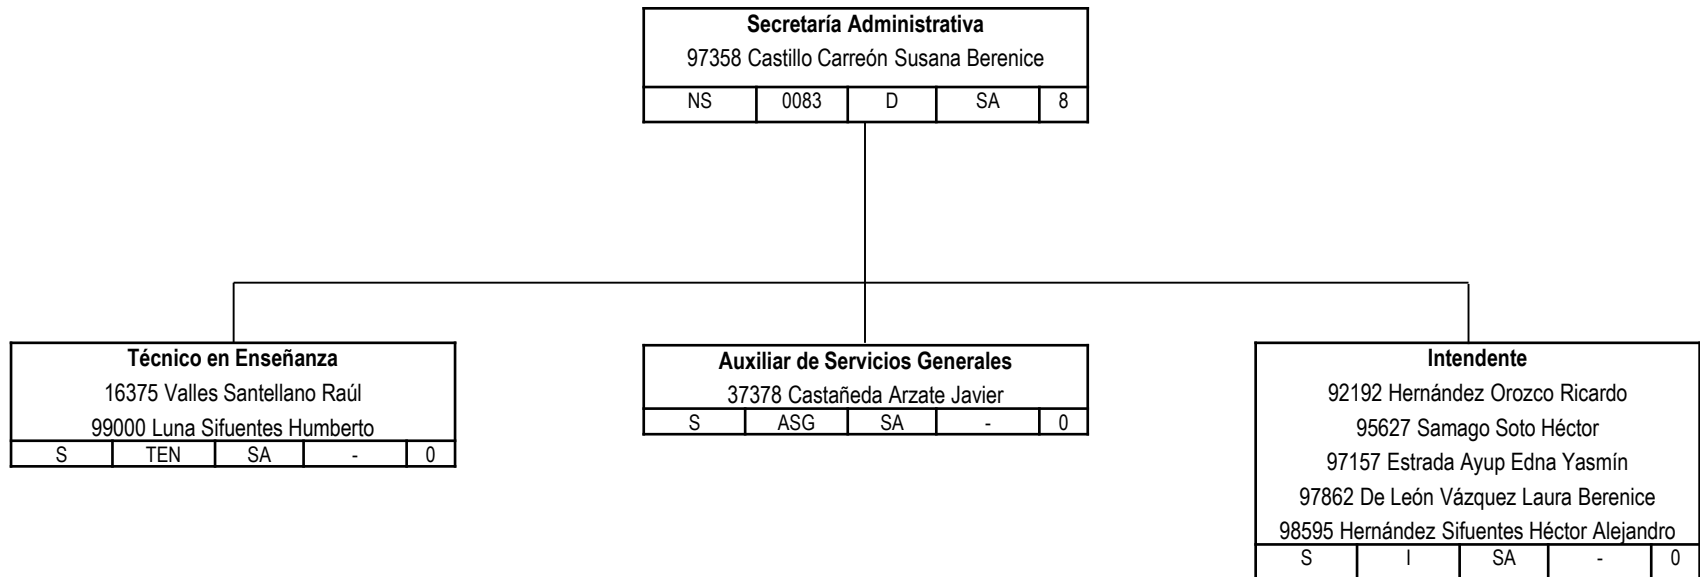 Secretaría Administrativa
97358 Castillo Carreón Susana Berenice
NS 0083 D SA 8
Técnico en Enseñanza
16375 Valles Santellano Raúl
99000 Luna Sifuentes Humberto
S TEN SA - 0
Auxiliar de Servicios Generales
37378 Castañeda Arzate Javier
S ASG SA - 0
Intendente
92192 Hernández Orozco Ricardo
95627 Samago Soto Héctor
97157 Estrada Ayup Edna Yasmín
97862 De León Vázquez Laura Berenice
98595 Hernández Sifuentes Héctor Alejandro
S I SA - 0